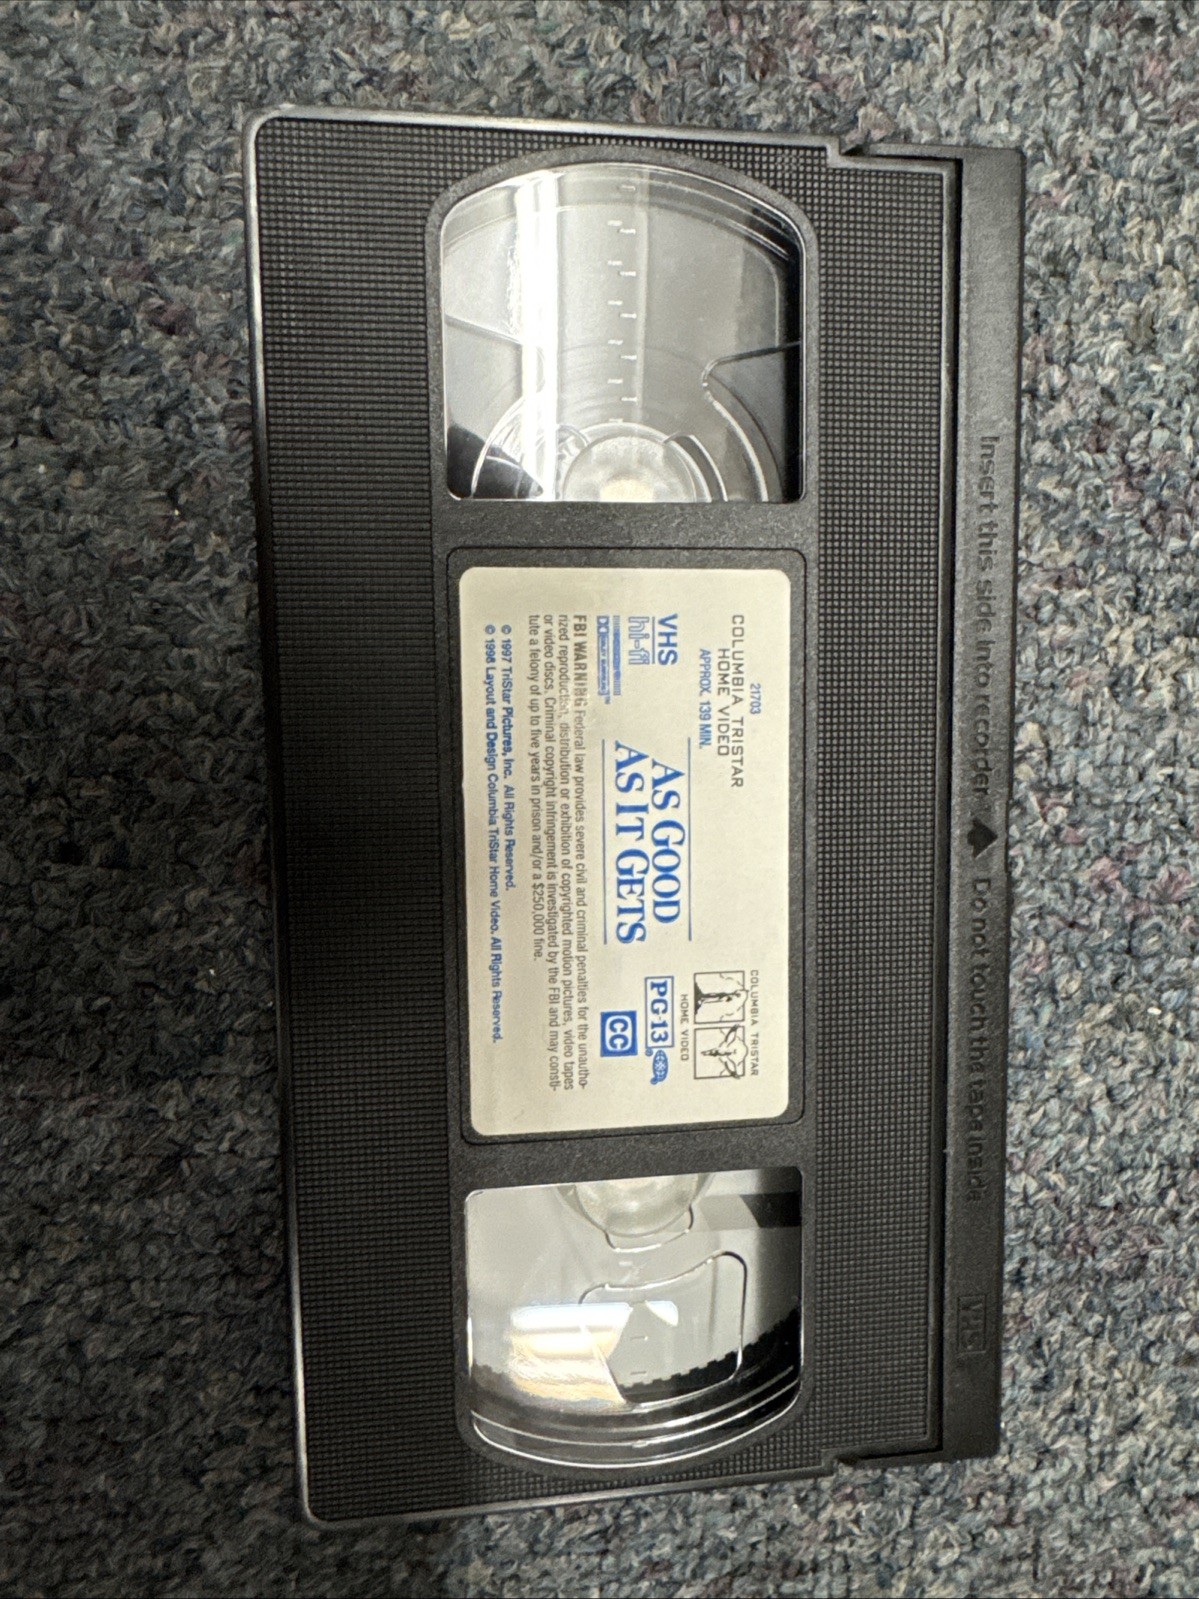 Insert this side into recorder ▲ Do not touch the tape inside
VHS
21703
COLUMBIA TRISTAR
HOME VIDEO
APPROX. 139 MIN.
VHS
hi-fi
DOLBY SURROUND™
AS GOOD
AS IT GETS
COLUMBIA TRISTAR
HOME VIDEO
PG-13
®
CC
FBI WARNING Federal law provides severe civil and criminal penalties for the unautho-
rized reproduction, distribution or exhibition of copyrighted motion pictures, video tapes
or video discs. Criminal copyright infringement is investigated by the FBI and may consti-
tute a felony of up to five years in prison and/or a $250,000 fine.
© 1997 TriStar Pictures, Inc. All Rights Reserved.
© 1998 Layout and Design Columbia TriStar Home Video. All Rights Reserved.